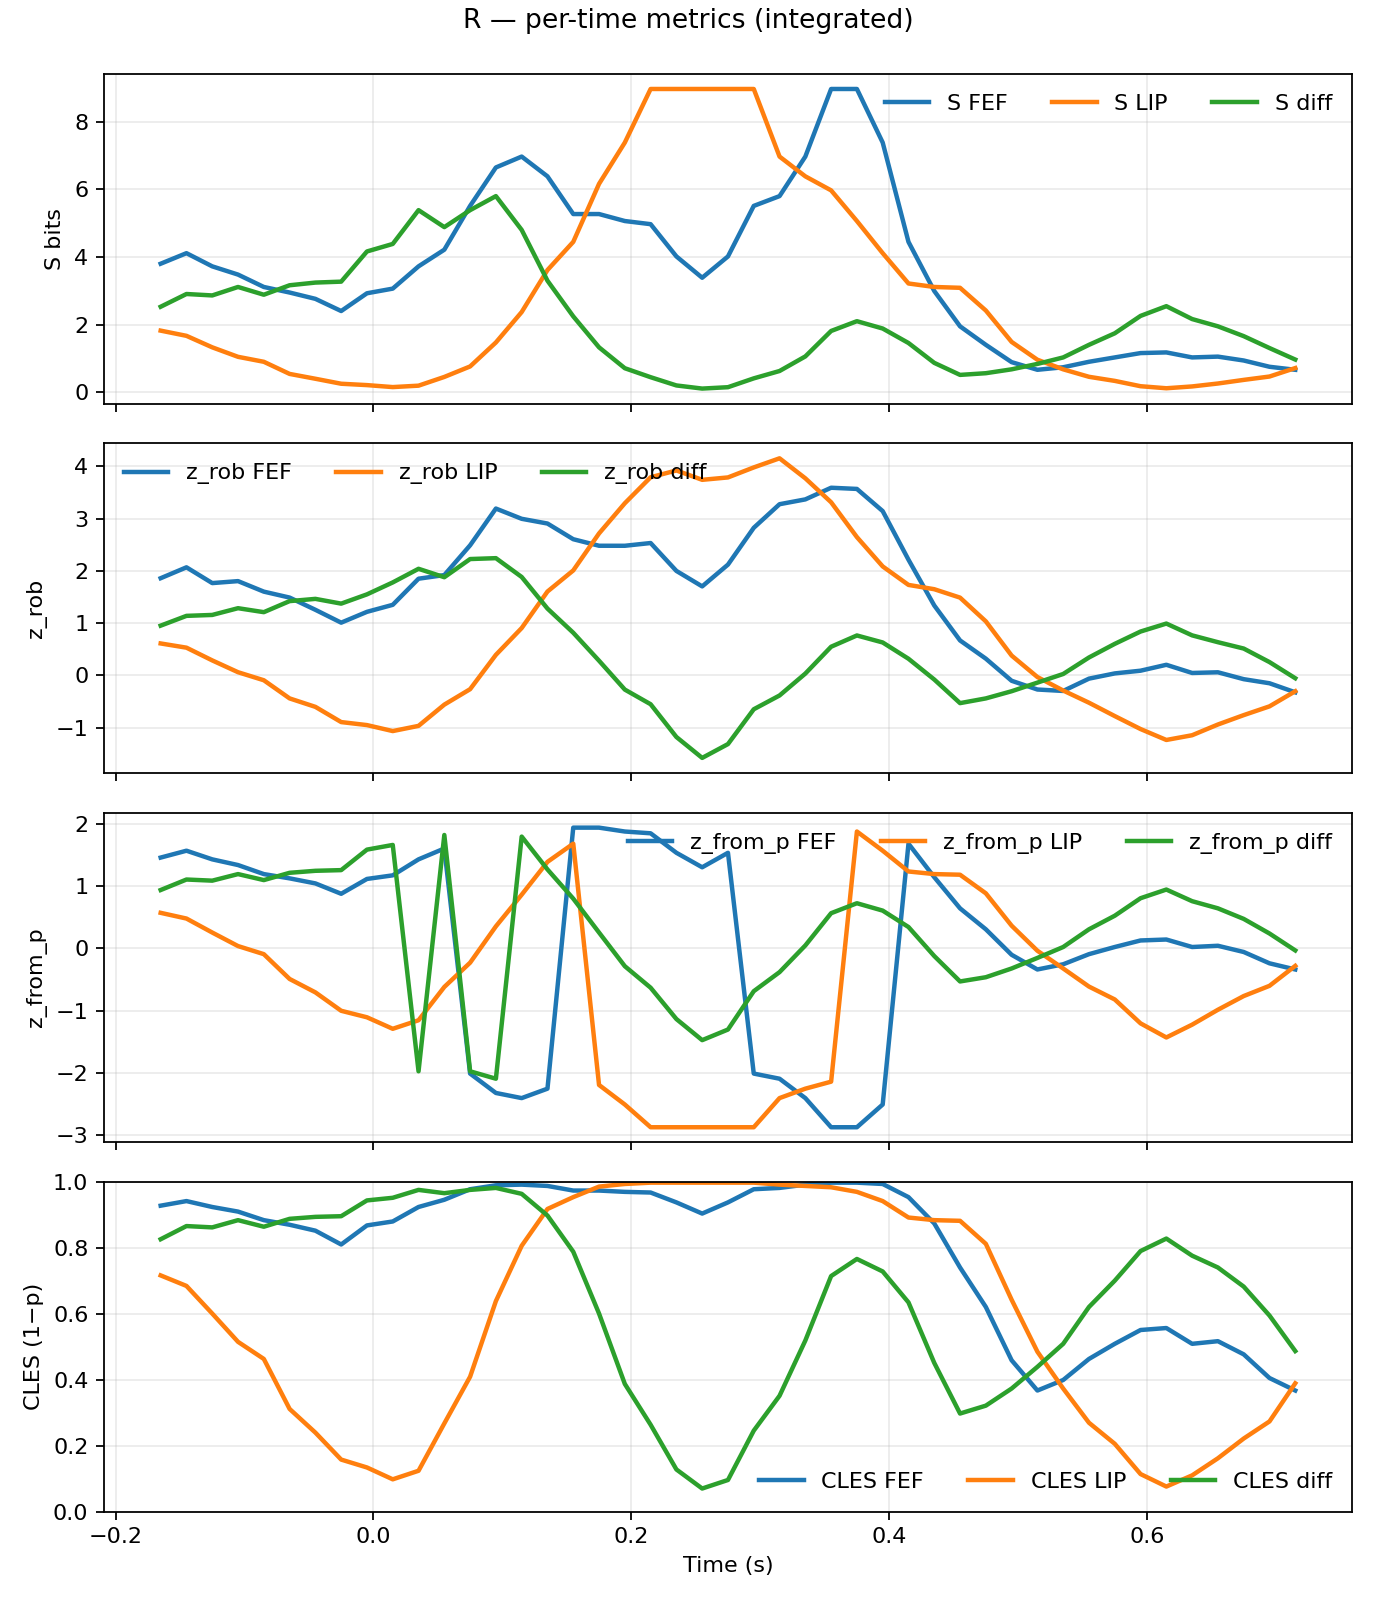 R — per-time metrics (integrated)
S FEF S LIP S diff
8
6
4
2
0
S bits
z_rob FEF z_rob LIP z_rob diff
4
3
2
1
0
−1
z_rob
z_from_p FEF z_from_p LIP z_from_p diff
2
1
0
−1
−2
−3
z_from_p
1.0
0.8
0.6
0.4
0.2
0.0
CLES (1−p)
CLES FEF CLES LIP CLES diff
−0.2 0.0 0.2 0.4 0.6
Time (s)